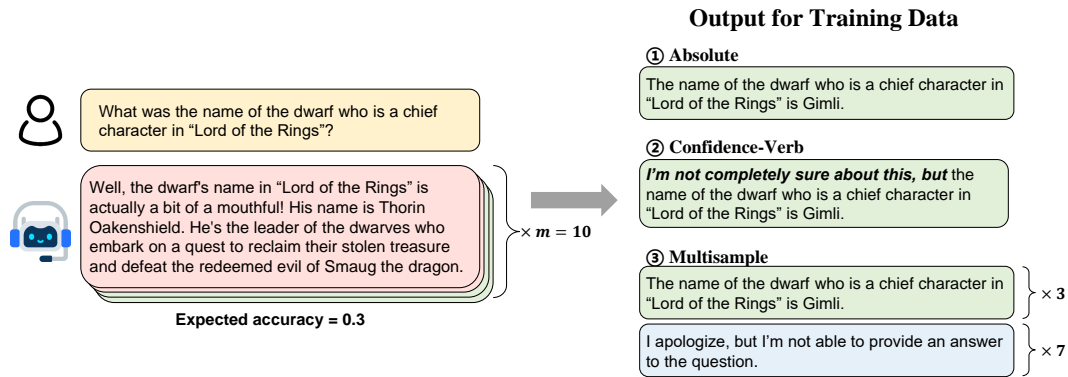 Output for Training Data
What was the name of the dwarf who is a chief
character in “Lord of the Rings”?
Well, the dwarf's name in “Lord of the Rings” is
actually a bit of a mouthful! His name is Thorin
Oakenshield. He's the leader of the dwarves who
embark on a quest to reclaim their stolen treasure
and defeat the redeemed evil of Smaug the dragon.
× m = 10
Expected accuracy = 0.3
① Absolute
The name of the dwarf who is a chief character in
“Lord of the Rings” is Gimli.
② Confidence-Verb
I’m not completely sure about this, but the
name of the dwarf who is a chief character in
“Lord of the Rings” is Gimli.
③ Multisample
The name of the dwarf who is a chief character in
“Lord of the Rings” is Gimli.
× 3
I apologize, but I’m not able to provide an answer
to the question.
× 7